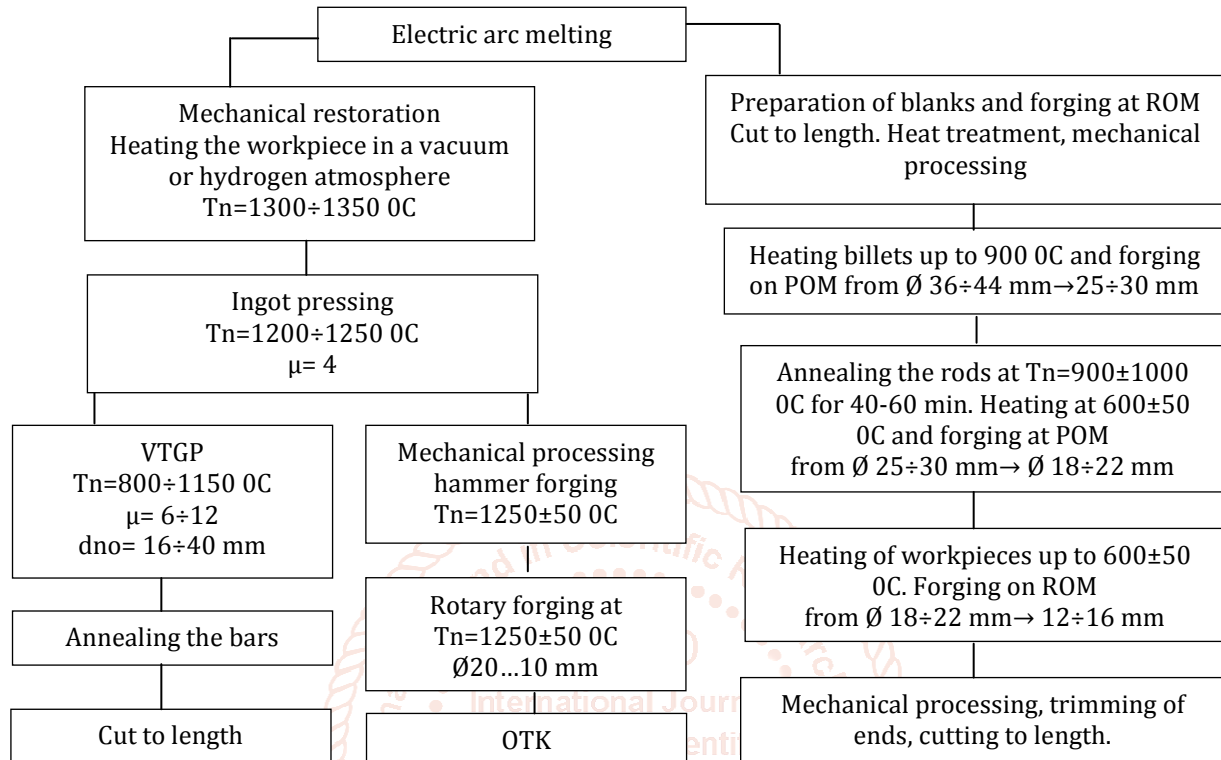 Electric arc melting
Mechanical restoration
Heating the workpiece in a vacuum
or hydrogen atmosphere
Tn=1300÷1350 0C
Ingot pressing
Tn=1200÷1250 0C
µ= 4
VTGP
Tn=800÷1150 0C
µ= 6÷12
dno= 16÷40 mm
Annealing the bars
Cut to length
Mechanical processing
hammer forging
Tn=1250±50 0C
Rotary forging at
Tn=1250±50 0C
Ø20…10 mm
OTK
Preparation of blanks and forging at ROM
Cut to length. Heat treatment, mechanical
processing
Heating billets up to 900 0C and forging
on POM from Ø 36÷44 mm→25÷30 mm
Annealing the rods at Tn=900±1000
0C for 40-60 min. Heating at 600±50
0C and forging at POM
from Ø 25÷30 mm→ Ø 18÷22 mm
Heating of workpieces up to 600±50
0C. Forging on ROM
from Ø 18÷22 mm→ 12÷16 mm
Mechanical processing, trimming of
ends, cutting to length.
International Jour